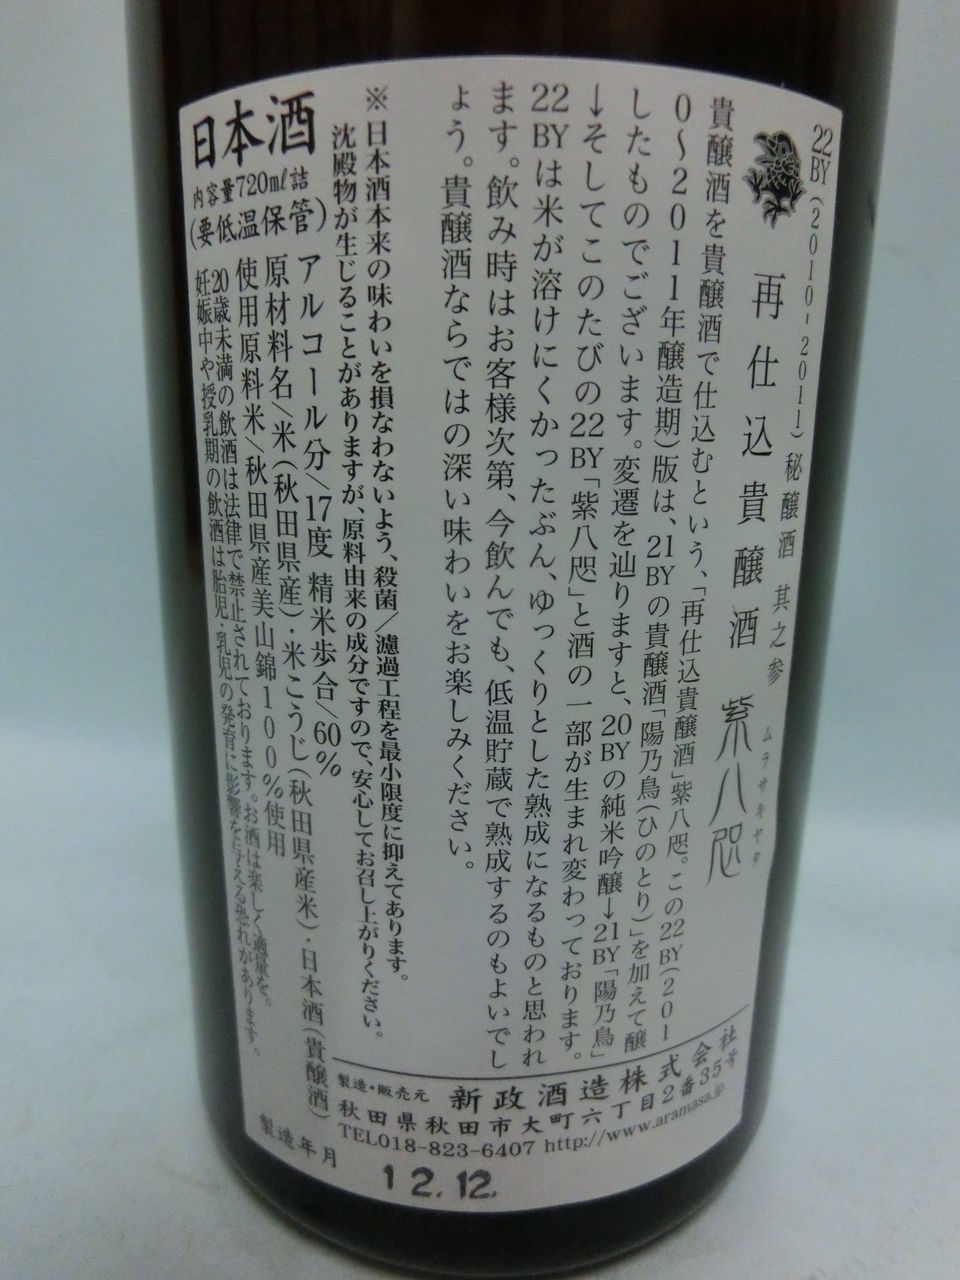 22BY(2010-2011)秘醸酒 其之参
再仕込貴醸酒 紫八咫
ムラサキヤタ
貴醸酒を貴醸酒で仕込むという、「再仕込貴醸酒」紫八咫。この22BY(201
0〜2011年醸造期)版は、21BYの貴醸酒「陽乃鳥(ひのとり)」を加えて醸
したものでございます。変遷を辿りますと、20BYの純米吟醸→21BY「陽乃鳥」
→そしてこのたびの22BY「紫八咫」と酒の一部が生まれ変わっております。
22BYは米が溶けにくかったぶん、ゆっくりとした熟成になるものと思われ
ます。飲み時はお客様次第、今飲んでも、低温貯蔵で熟成するのもよいでし
ょう。貴醸酒ならではの深い味わいをお楽しみください。
※日本酒本来の味わいを損なわないよう、殺菌/濾過工程を最小限度に抑えてあります。
沈殿物が生じることがありますが、原料由来の成分ですので、安心してお召し上がりください。
日本酒
内容量720ml詰
(要低温保管)
アルコール分/17度 精米歩合/60%
原材料名/米(秋田県産)・米こうじ(秋田県産米)・日本酒(貴醸酒)
使用原料米/秋田県産美山錦100%使用
20歳未満の飲酒は法律で禁止されております。お酒は楽しく適量を。
妊娠中や授乳期の飲酒は胎児・乳児の発育に影響を与える恐れがあります。
製造・販売元 新政酒造株式会社
秋田県秋田市大町六丁目2番35号
TEL018-823-6407 http://www.aramasa.jp/
製造年月
12.12.